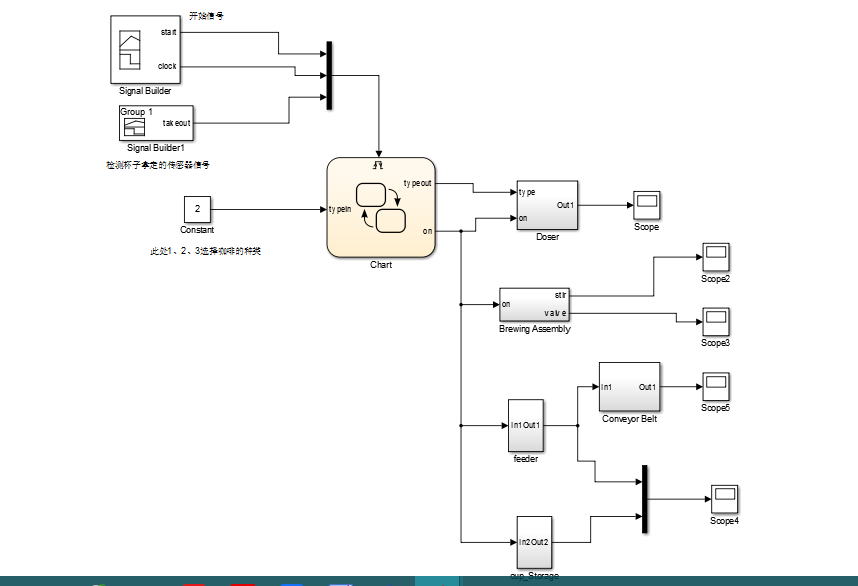 开始信号
start
clock
Signal Builder
Group 1
takeout
Signal Builder1
检测杯子拿走的传感器信号
2
Constant
此处1、2、3选择咖啡的种类
typeout
typeIn
on
Chart
type
Out1
on
Doser
Scope
Scope2
stir
on
valve
Brewing Assembly
Scope3
In1
Out1
Conveyor Belt
Scope5
In1 Out1
feeder
Scope4
In2 Out2
cup_Storage